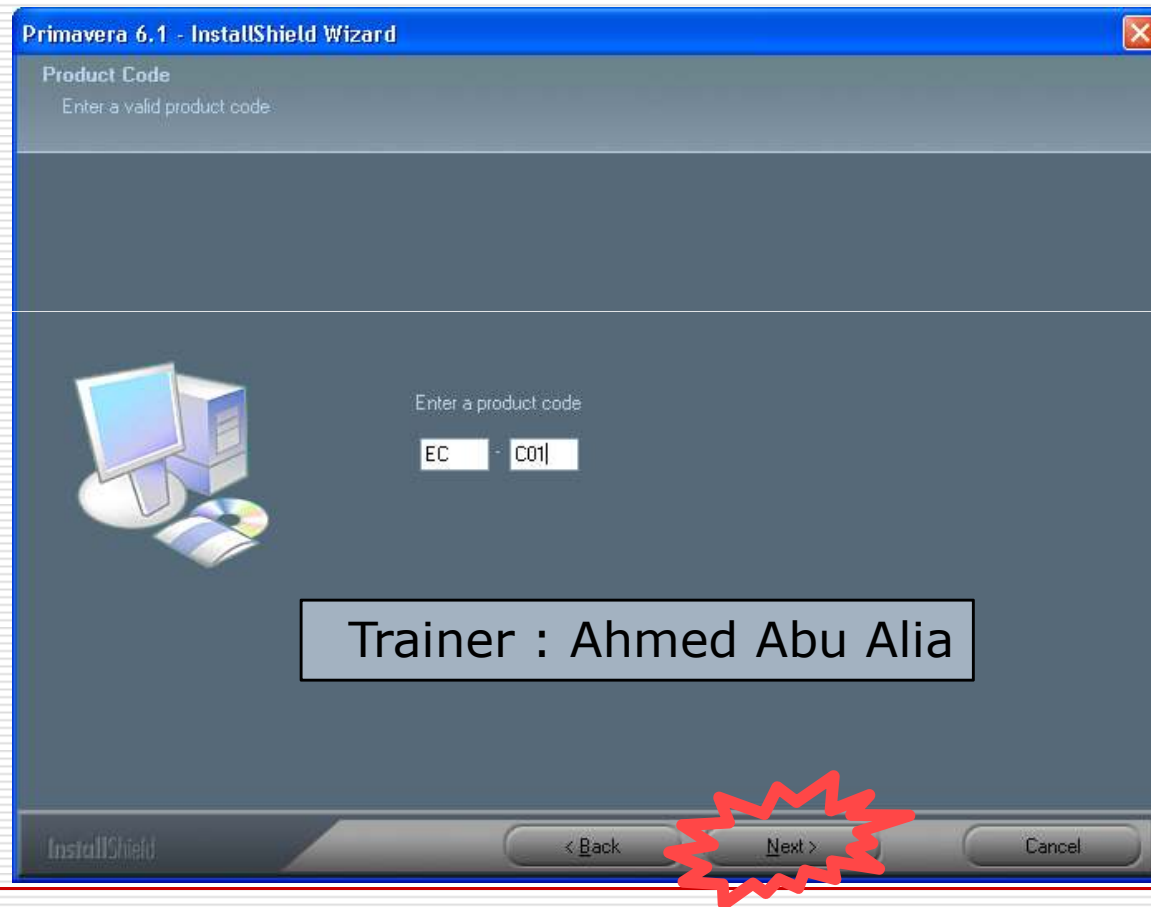 Primavera 6.1 - InstallShield Wizard
Product Code
Enter a valid product code
Enter a product code
EC - C01
Trainer : Ahmed Abu Alia
InstallShield
< Back Next > Cancel